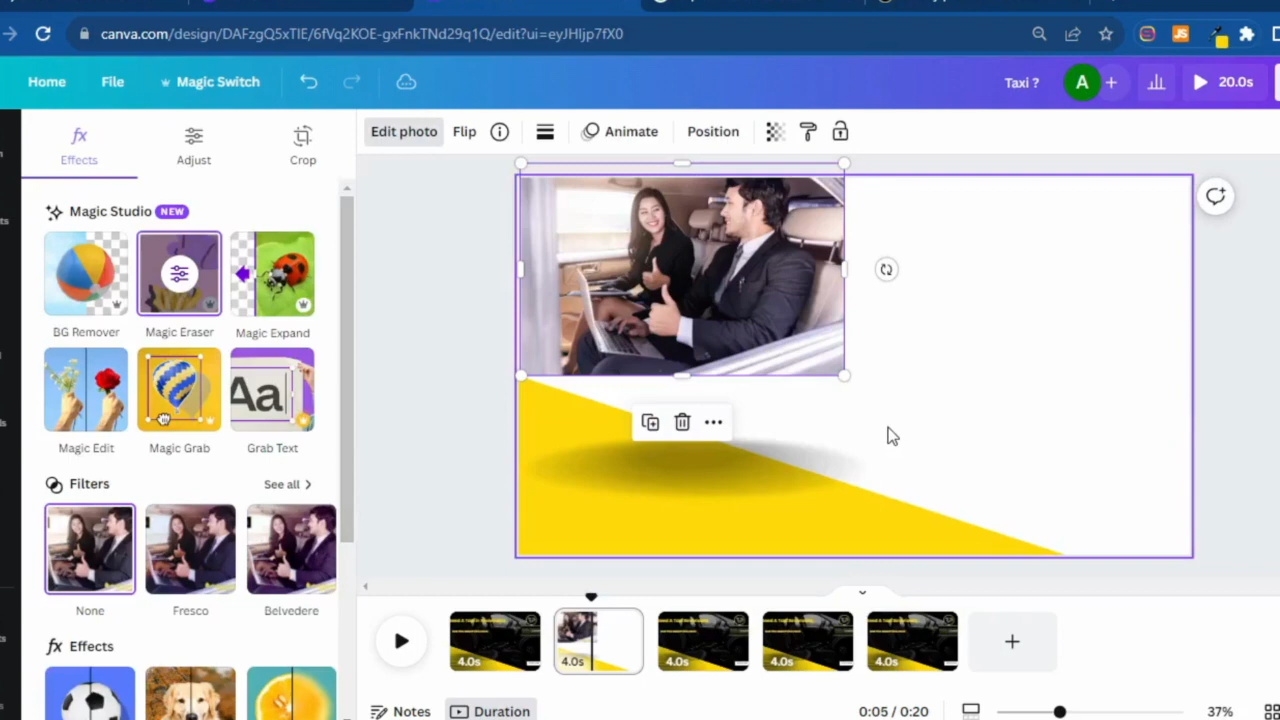 canva.com/design/DAFzgQ5xTIE/6fVq2KOE-gxFnkTNd29q1Q/edit?ui=eyJHIjp7fX0
JS
Home File Magic Switch Taxi ? A + 20.0s
Effects Adjust Crop
Edit photo Flip Animate Position
Magic Studio NEW
BG Remover Magic Eraser Magic Expand
Aa
Magic Edit Magic Grab Grab Text
Filters See all
None Fresco Belvedere
fx Effects
4.0s 4.0s 4.0s 4.0s 4.0s
Notes Duration 0:05 / 0:20 37%